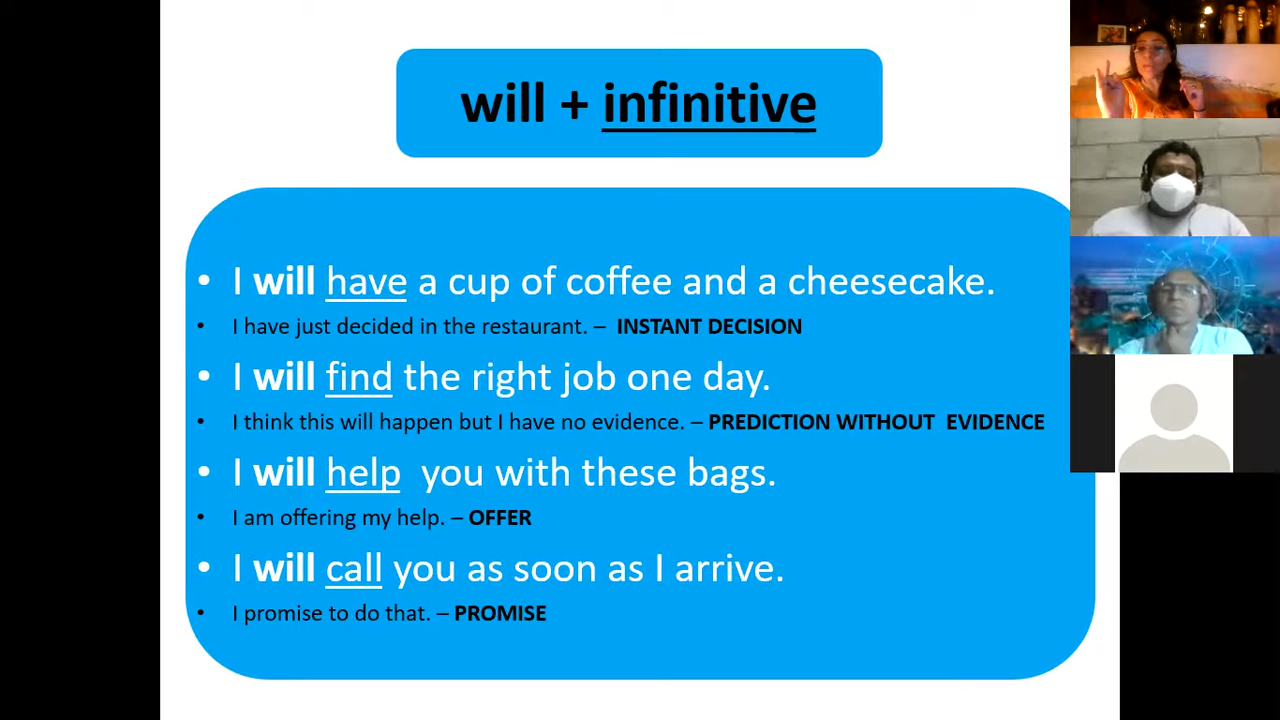 will + infinitive
• I will have a cup of coffee and a cheesecake.
• I have just decided in the restaurant. – INSTANT DECISION
• I will find the right job one day.
• I think this will happen but I have no evidence. – PREDICTION WITHOUT EVIDENCE
• I will help you with these bags.
• I am offering my help. – OFFER
• I will call you as soon as I arrive.
• I promise to do that. – PROMISE